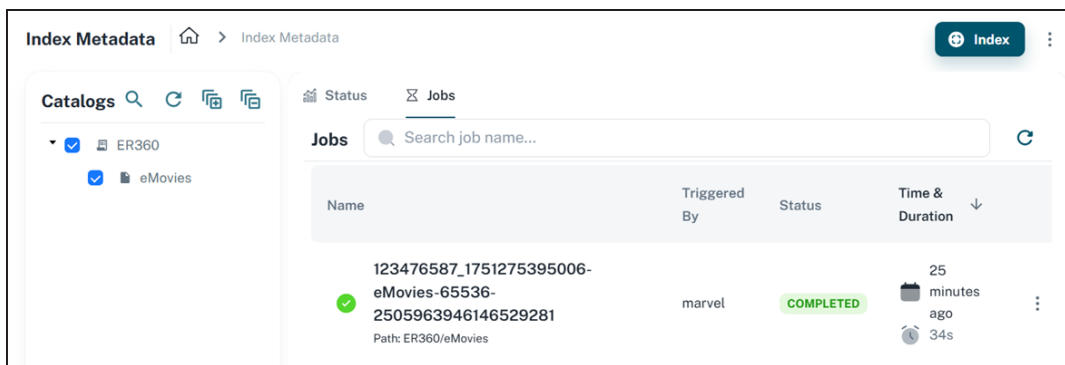 Index Metadata > Index Metadata
Index
Catalogs
Status
Jobs
ER360
eMovies
Jobs
Search job name...
Name
Triggered
By
Status
Time &
Duration
123476587_1751275395006-
eMovies-65536-
2505963946146529281
Path: ER360/eMovies
marvel
COMPLETED
25
minutes
ago
34s